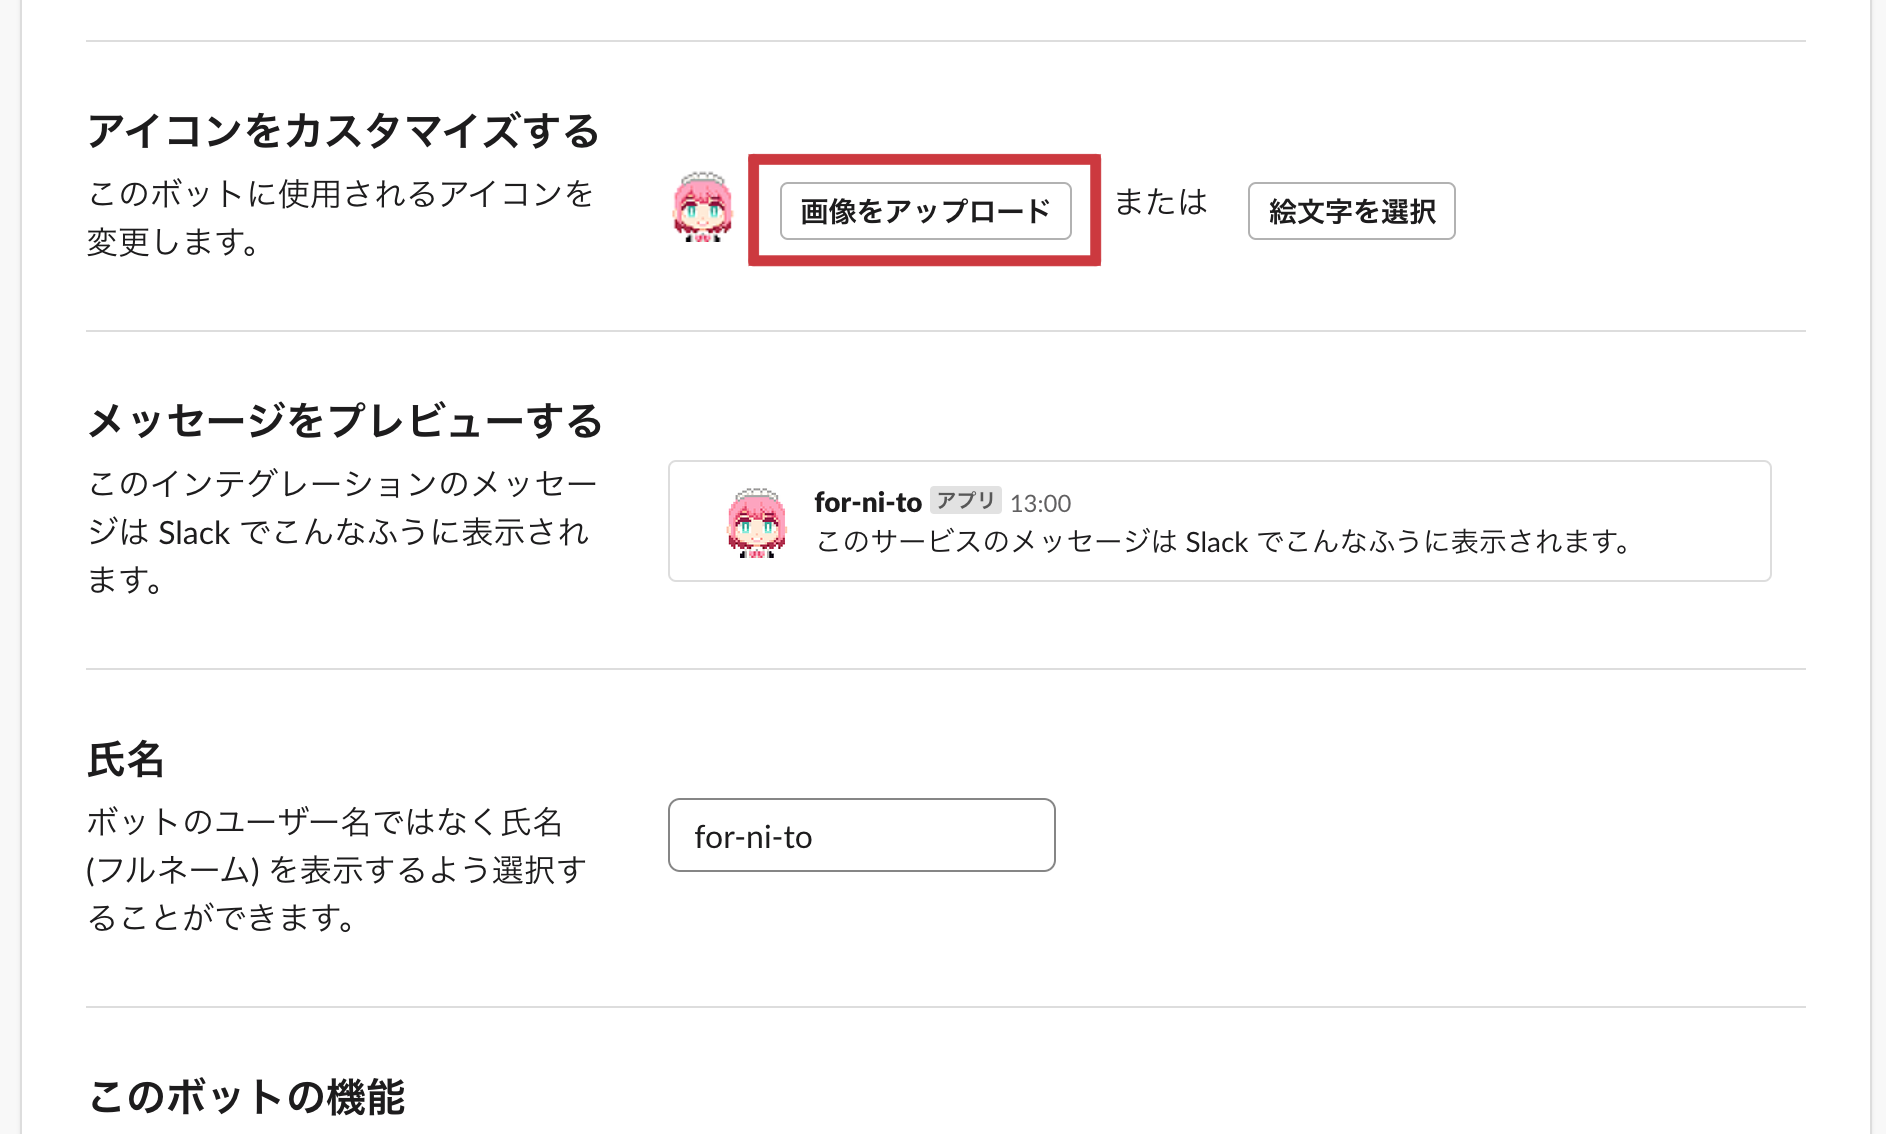 アイコンをカスタマイズする
このボットに使用されるアイコンを
変更します。
画像をアップロード または 絵文字を選択
メッセージをプレビューする
このインテグレーションのメッセー
ジは Slack でこんなふうに表示され
ます。
for-ni-to アプリ 13:00
このサービスのメッセージは Slack でこんなふうに表示されます。
氏名
ボットのユーザー名ではなく氏名
(フルネーム) を表示するよう選択す
ることができます。
for-ni-to
このボットの機能